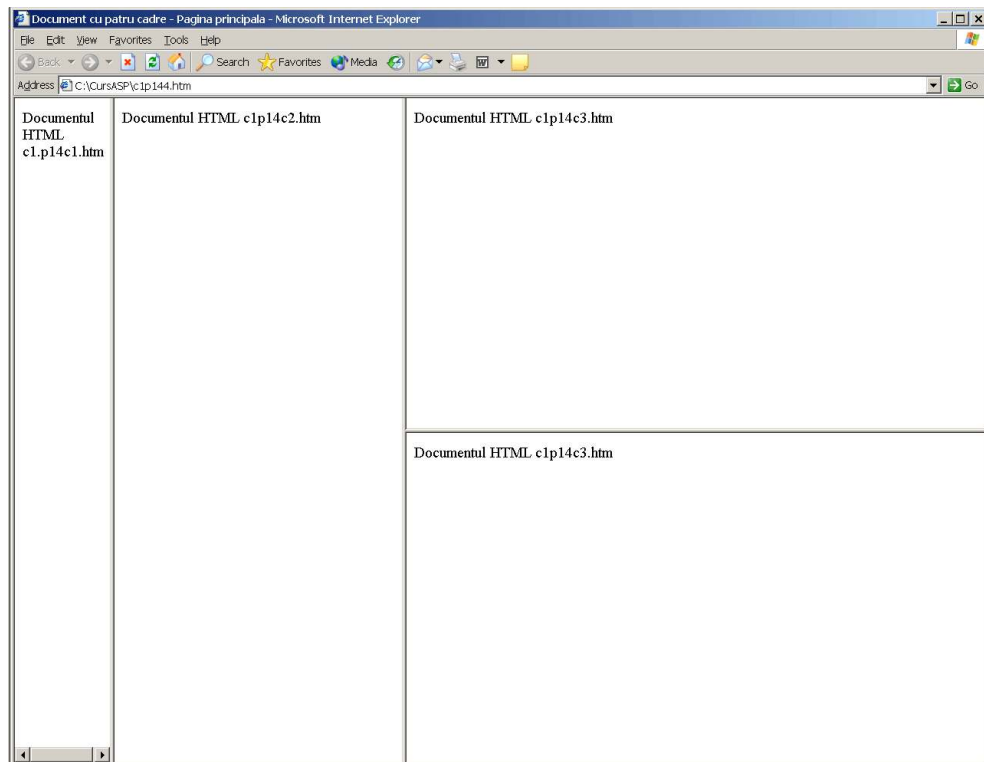 Document cu patru cadre - Pagina principala - Microsoft Internet Explorer
File Edit View Favorites Tools Help
Back Search Favorites Media
Address C:\CursASP\c1p144.htm Go
Documentul
HTML
c1.p14c1.htm
Documentul HTML c1p14c2.htm
Documentul HTML c1p14c3.htm
Documentul HTML c1p14c3.htm